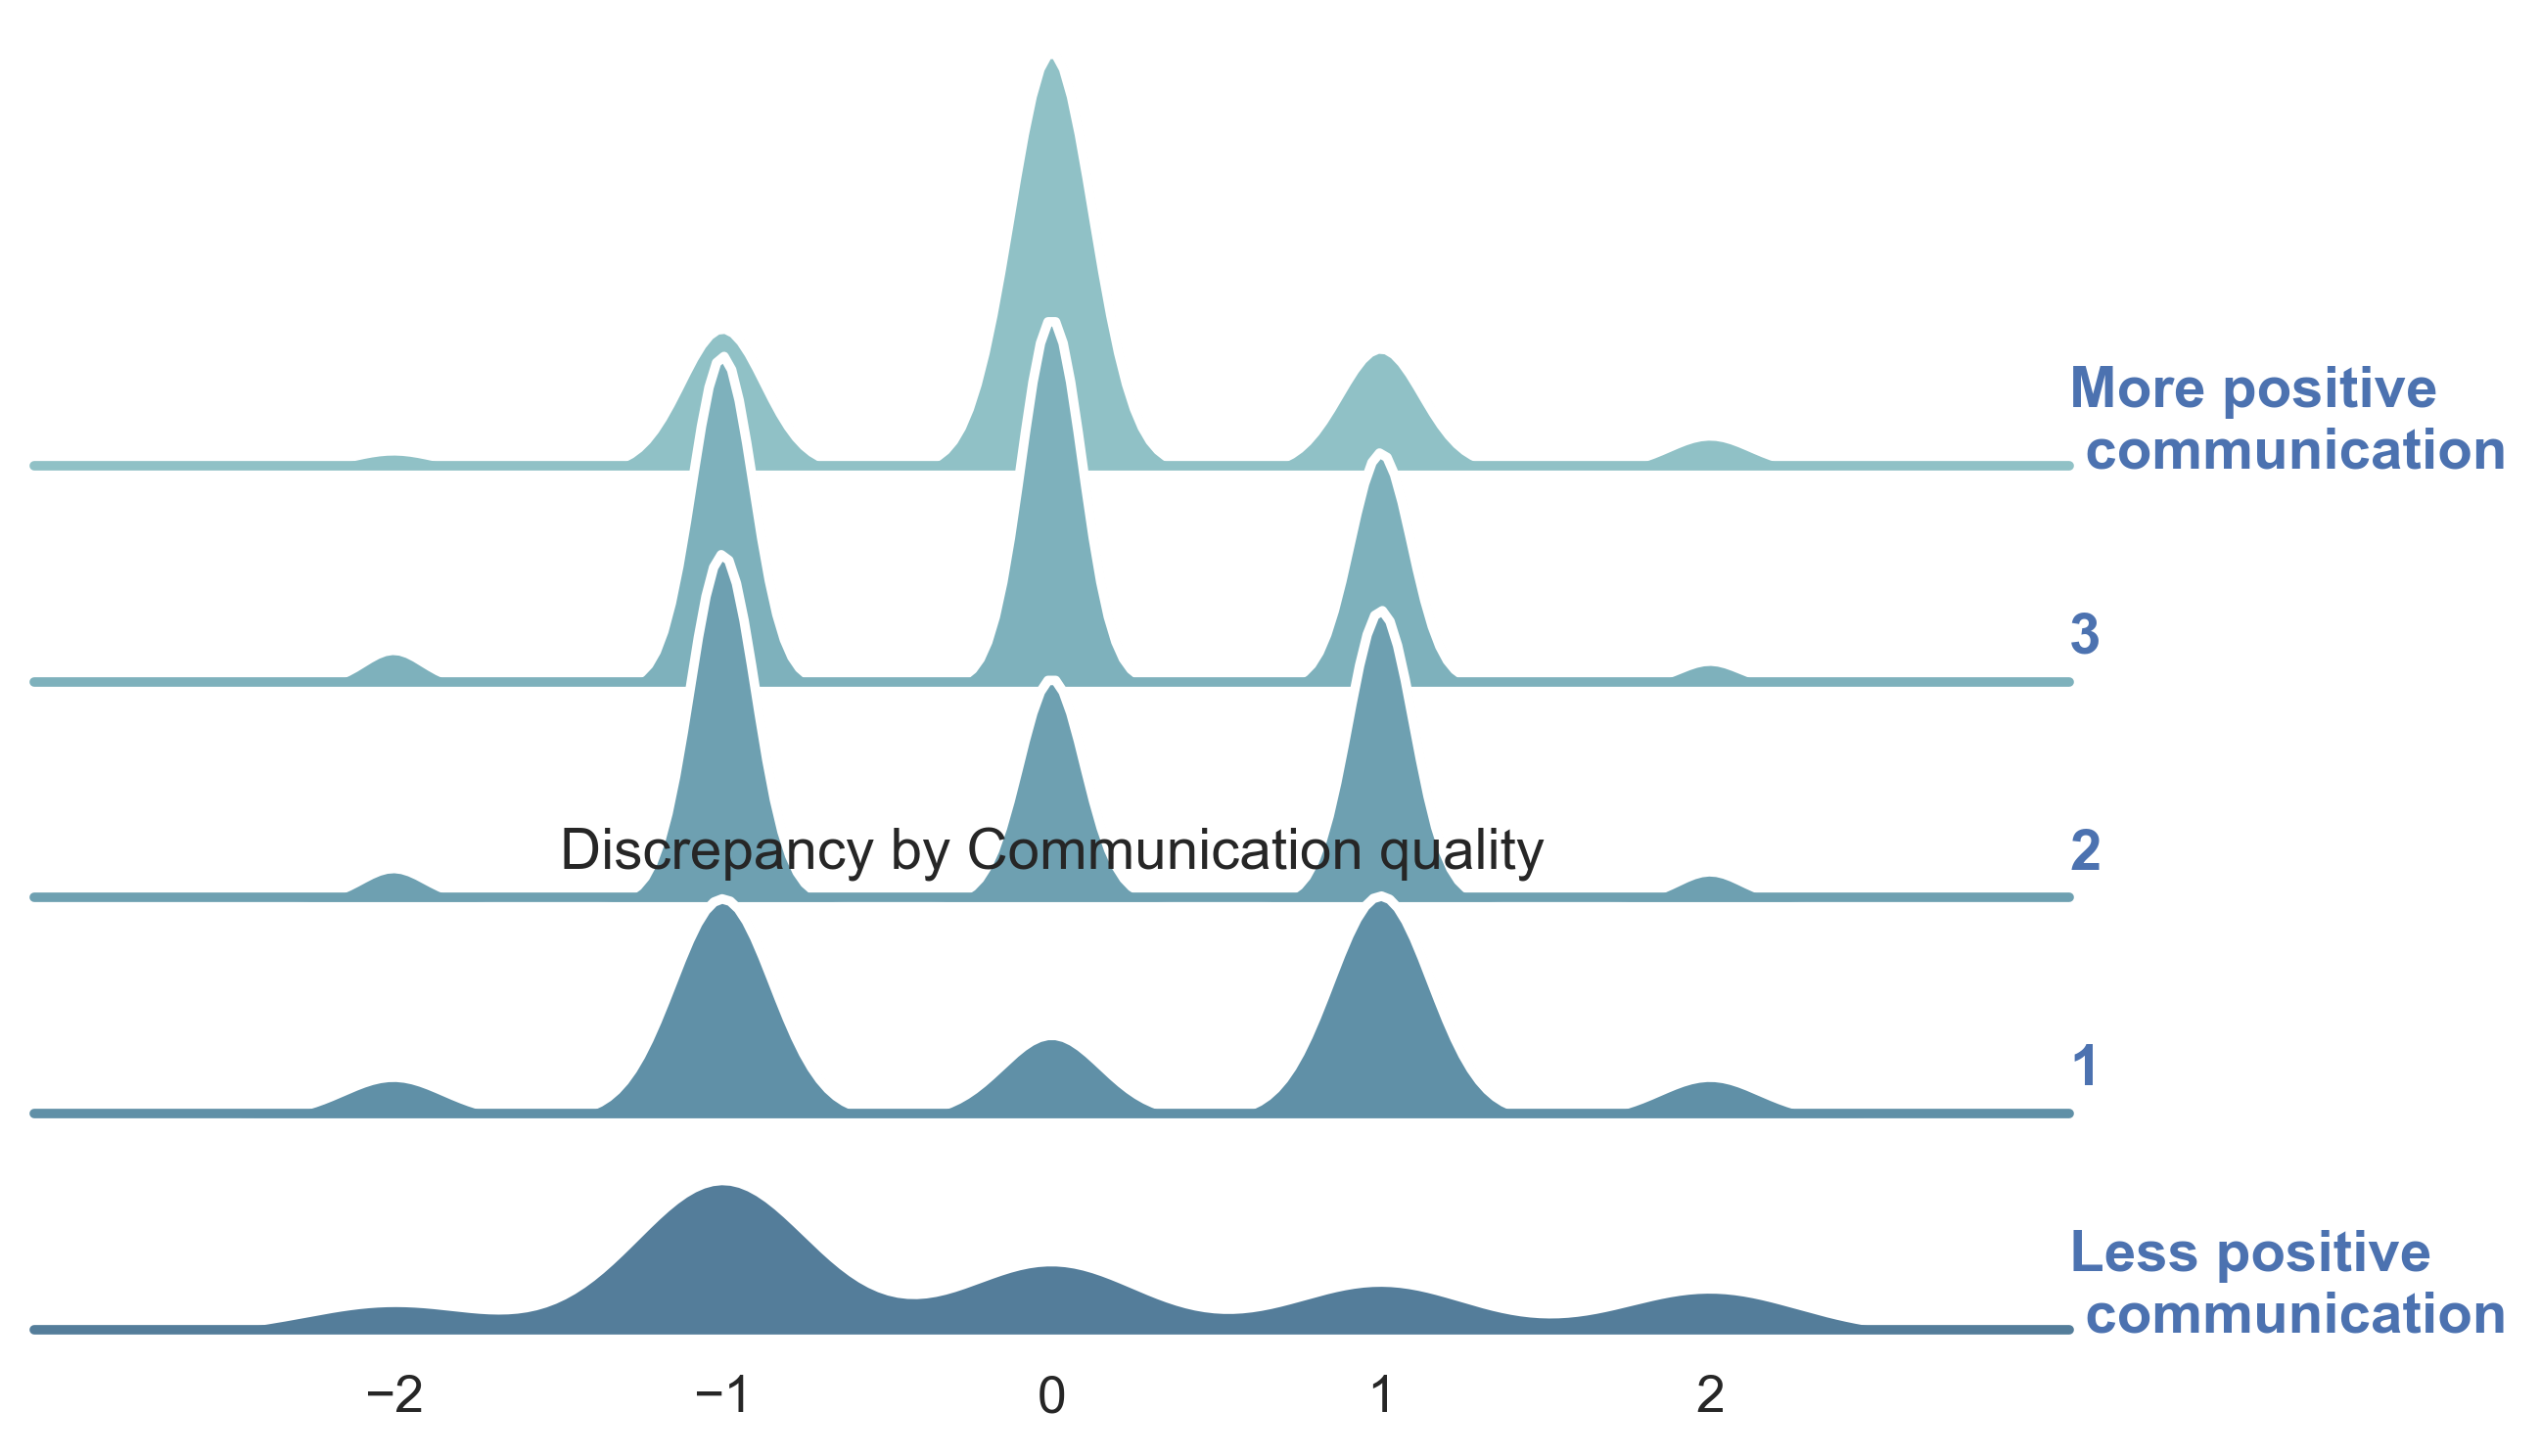 More positive
communication
3
2
Discrepancy by Communication quality
1
Less positive
communication
−2 −1 0 1 2